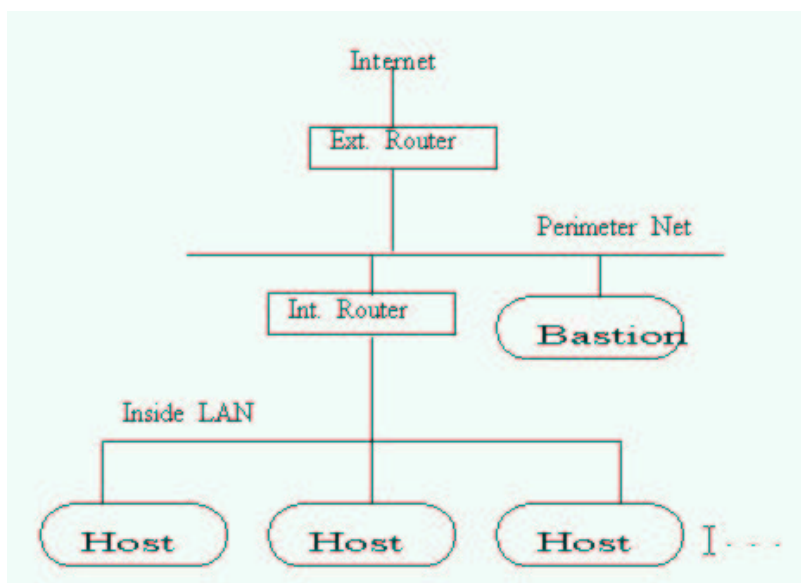 Internet
Ext. Router
Perimeter Net
Int. Router
Bastion
Inside LAN
Host
Host
Host